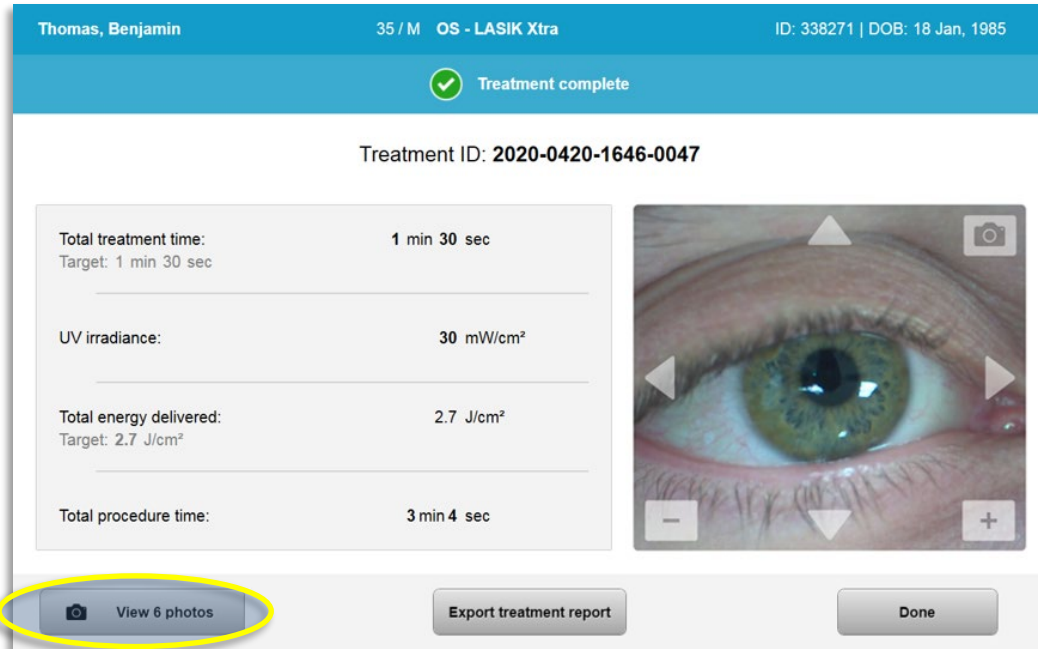 Thomas, Benjamin 35 / M OS - LASIK Xtra ID: 338271 | DOB: 18 Jan, 1985
Treatment complete
Treatment ID: 2020-0420-1646-0047
Total treatment time: 1 min 30 sec
Target: 1 min 30 sec
UV irradiance: 30 mW/cm²
Total energy delivered: 2.7 J/cm²
Target: 2.7 J/cm²
Total procedure time: 3 min 4 sec
View 6 photos Export treatment report Done